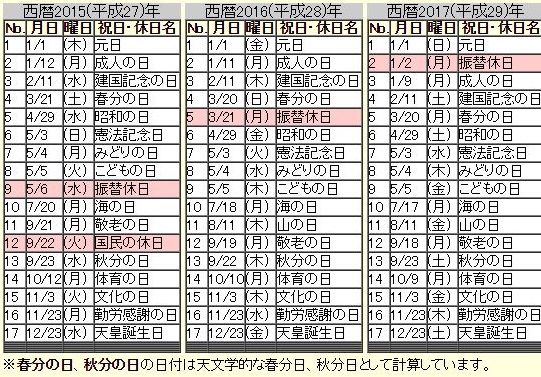 西暦2015(平成27)年
No. 月日 曜日 祝日・休日名
1 1/1 (木) 元日
2 1/12 (月) 成人の日
3 2/11 (水) 建国記念の日
4 3/21 (土) 春分の日
5 4/29 (水) 昭和の日
6 5/3 (日) 憲法記念日
7 5/4 (月) みどりの日
8 5/5 (火) こどもの日
9 5/6 (水) 振替休日
10 7/20 (月) 海の日
11 9/21 (月) 敬老の日
12 9/22 (火) 国民の休日
13 9/23 (水) 秋分の日
14 10/12 (月) 体育の日
15 11/3 (火) 文化の日
16 11/23 (月) 勤労感謝の日
17 12/23 (水) 天皇誕生日
西暦2016(平成28)年
No. 月日 曜日 祝日・休日名
1 1/1 (金) 元日
2 1/11 (月) 成人の日
3 2/11 (木) 建国記念の日
4 3/20 (日) 春分の日
5 3/21 (月) 振替休日
6 4/29 (金) 昭和の日
7 5/3 (火) 憲法記念日
8 5/4 (水) みどりの日
9 5/5 (木) こどもの日
10 7/18 (月) 海の日
11 8/11 (木) 山の日
12 9/19 (月) 敬老の日
13 9/22 (木) 秋分の日
14 10/10 (月) 体育の日
15 11/3 (木) 文化の日
16 11/23 (水) 勤労感謝の日
17 12/23 (金) 天皇誕生日
西暦2017(平成29)年
No. 月日 曜日 祝日・休日名
1 1/1 (日) 元日
2 1/2 (月) 振替休日
3 1/9 (月) 成人の日
4 2/11 (土) 建国記念の日
5 3/20 (月) 春分の日
6 4/29 (土) 昭和の日
7 5/3 (水) 憲法記念日
8 5/4 (木) みどりの日
9 5/5 (金) こどもの日
10 7/17 (月) 海の日
11 8/11 (金) 山の日
12 9/18 (月) 敬老の日
13 9/23 (土) 秋分の日
14 10/9 (月) 体育の日
15 11/3 (金) 文化の日
16 11/23 (木) 勤労感謝の日
17 12/23 (土) 天皇誕生日
※春分の日、秋分の日の日付は天文学的な春分日、秋分日として計算しています。